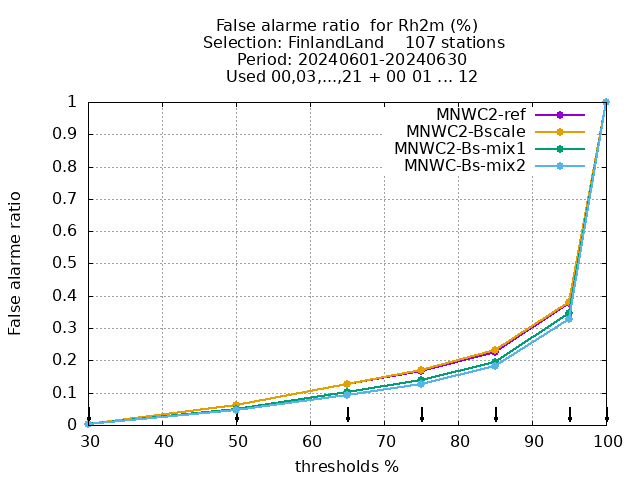 False alarme ratio  for Rh2m (%)
Selection: FinlandLand    107 stations
Period: 20240601-20240630
Used 00,03,...,21 + 00 01 ... 12
MNWC2-ref
MNWC2-Bscale
MNWC2-Bs-mix1
MNWC-Bs-mix2
False alarme ratio
1
0.9
0.8
0.7
0.6
0.5
0.4
0.3
0.2
0.1
0
30 40 50 60 70 80 90 100
thresholds %